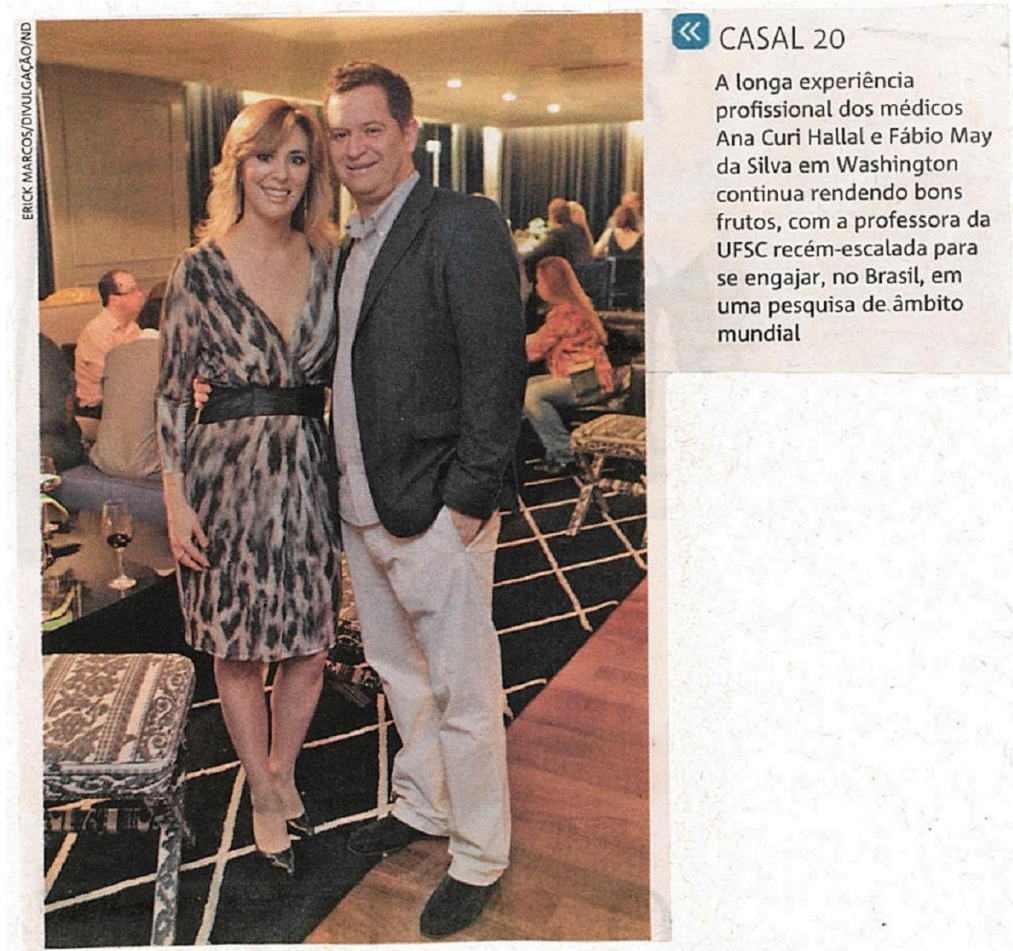 ERICK MARCOS/DIVULGAÇÃO/ND
CASAL 20
A longa experiência
profissional dos médicos
Ana Curi Hallal e Fábio May
da Silva em Washington
continua rendendo bons
frutos, com a professora da
UFSC recém-escalada para
se engajar, no Brasil, em
uma pesquisa de âmbito
mundial